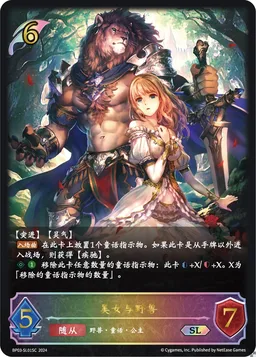 6
【突进】【灵气】
入场曲 在此卡上放置1个童话指示物。如果此卡是从手牌以外进
入战场,则获得【疾驰】。
1 移除此卡任意数量的童话指示物。此卡+X/+X。X为
【移除的指示物的数量】。
美女与野兽
5
随从
野兽·童话·公主
SL
7
BP03-SL01SC 2024
© Cygames, Inc. Published by NetEase Games